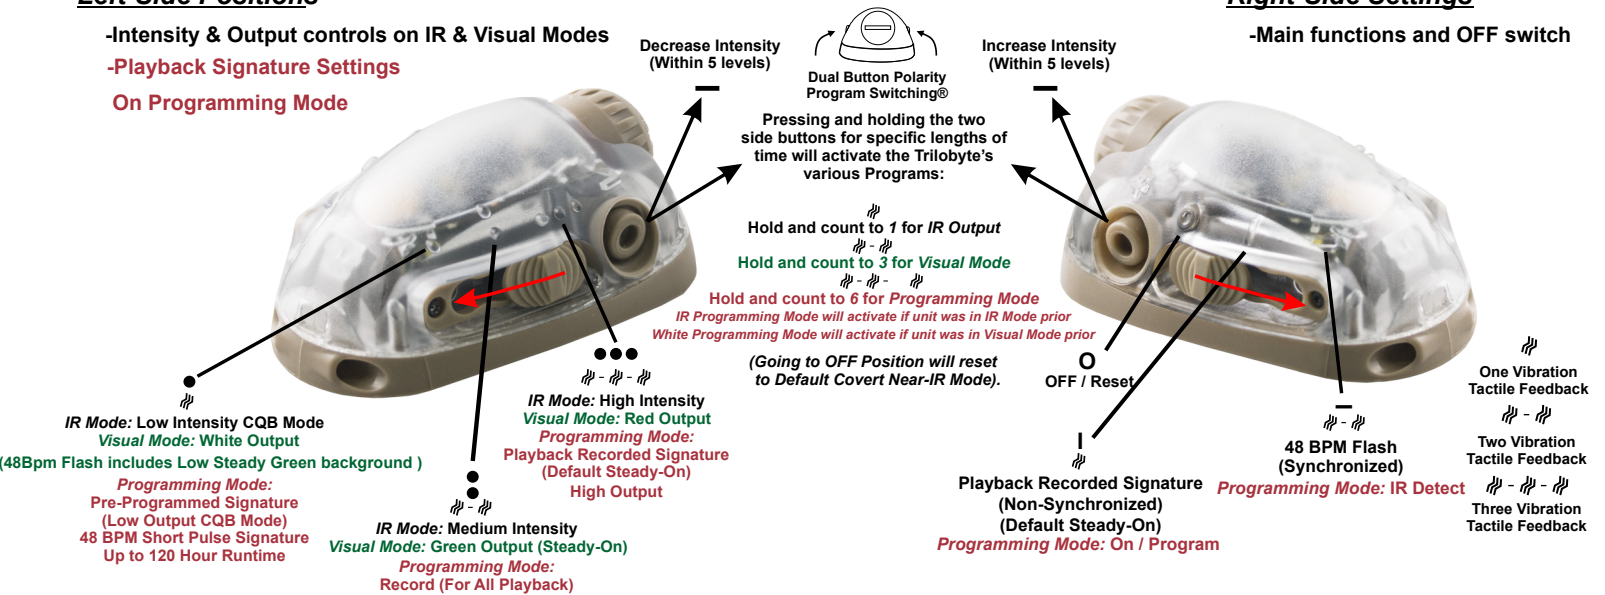 Left Side Positions
Right Side Settings
-Intensity & Output controls on IR & Visual Modes
-Playback Signature Settings
On Programming Mode
Decrease Intensity
(Within 5 levels)
Dual Button Polarity
Program Switching®
Increase Intensity
(Within 5 levels)
-Main functions and OFF switch
Pressing and holding the two
side buttons for specific lengths of
time will activate the Trilobyte's
various Programs:
Hold and count to 1 for IR Output
Hold and count to 3 for Visual Mode
Hold and count to 6 for Programming Mode
IR Programming Mode will activate if unit was in IR Mode prior
White Programming Mode will activate if unit was in Visual Mode prior
(Going to OFF Position will reset
to Default Covert Near-IR Mode).
IR Mode: Low Intensity CQB Mode
Visual Mode: White Output
(48Bpm Flash includes Low Steady Green background )
Programming Mode:
Pre-Programmed Signature
(Low Output CQB Mode)
48 BPM Short Pulse Signature
Up to 120 Hour Runtime
IR Mode: Medium Intensity
Visual Mode: Green Output (Steady-On)
Programming Mode:
Record (For All Playback)
IR Mode: High Intensity
Visual Mode: Red Output
Programming Mode:
Playback Recorded Signature
(Default Steady-On)
High Output
O
OFF / Reset
I
Playback Recorded Signature
(Non-Synchronized)
(Default Steady-On)
Programming Mode: On / Program
48 BPM Flash
(Synchronized)
Programming Mode: IR Detect
One Vibration
Tactile Feedback
Two Vibration
Tactile Feedback
Three Vibration
Tactile Feedback